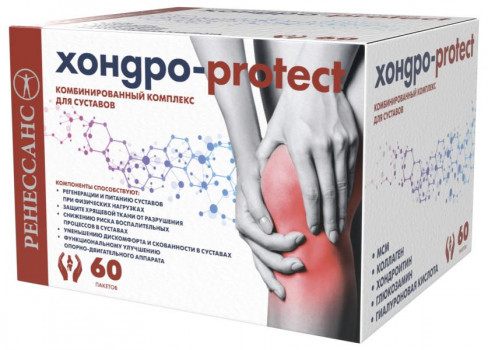 РЕНЕССАНС
хондро-protect
КОМБИНИРОВАННЫЙ КОМПЛЕКС
ДЛЯ СУСТАВОВ
КОМПОНЕНТЫ СПОСОБСТВУЮТ:
• РЕГЕНЕРАЦИИ И ПИТАНИЮ СУСТАВОВ
ПРИ ФИЗИЧЕСКИХ НАГРУЗКАХ
• ЗАЩИТЕ ХРЯЩЕВОЙ ТКАНИ ОТ РАЗРУШЕНИЯ
• СНИЖЕНИЮ РИСКА ВОСПАЛИТЕЛЬНЫХ
ПРОЦЕССОВ В СУСТАВАХ
• УМЕНЬШЕНИЮ ДИСКОМФОРТА И СКОВАННОСТИ В СУСТАВАХ
• ФУНКЦИОНАЛЬНОМУ УЛУЧШЕНИЮ
ОПОРНО-ДВИГАТЕЛЬНОГО АППАРАТА
60
ПАКЕТОВ
хондро-protect
КОМБИНИРОВАННЫЙ КОМПЛЕКС
ДЛЯ СУСТАВОВ
• МСМ
• КОЛЛАГЕН
• ХОНДРОИТИН
• ГЛЮКОЗАМИН
• ГИАЛУРОНОВАЯ КИСЛОТА
60
ПАКЕТОВ